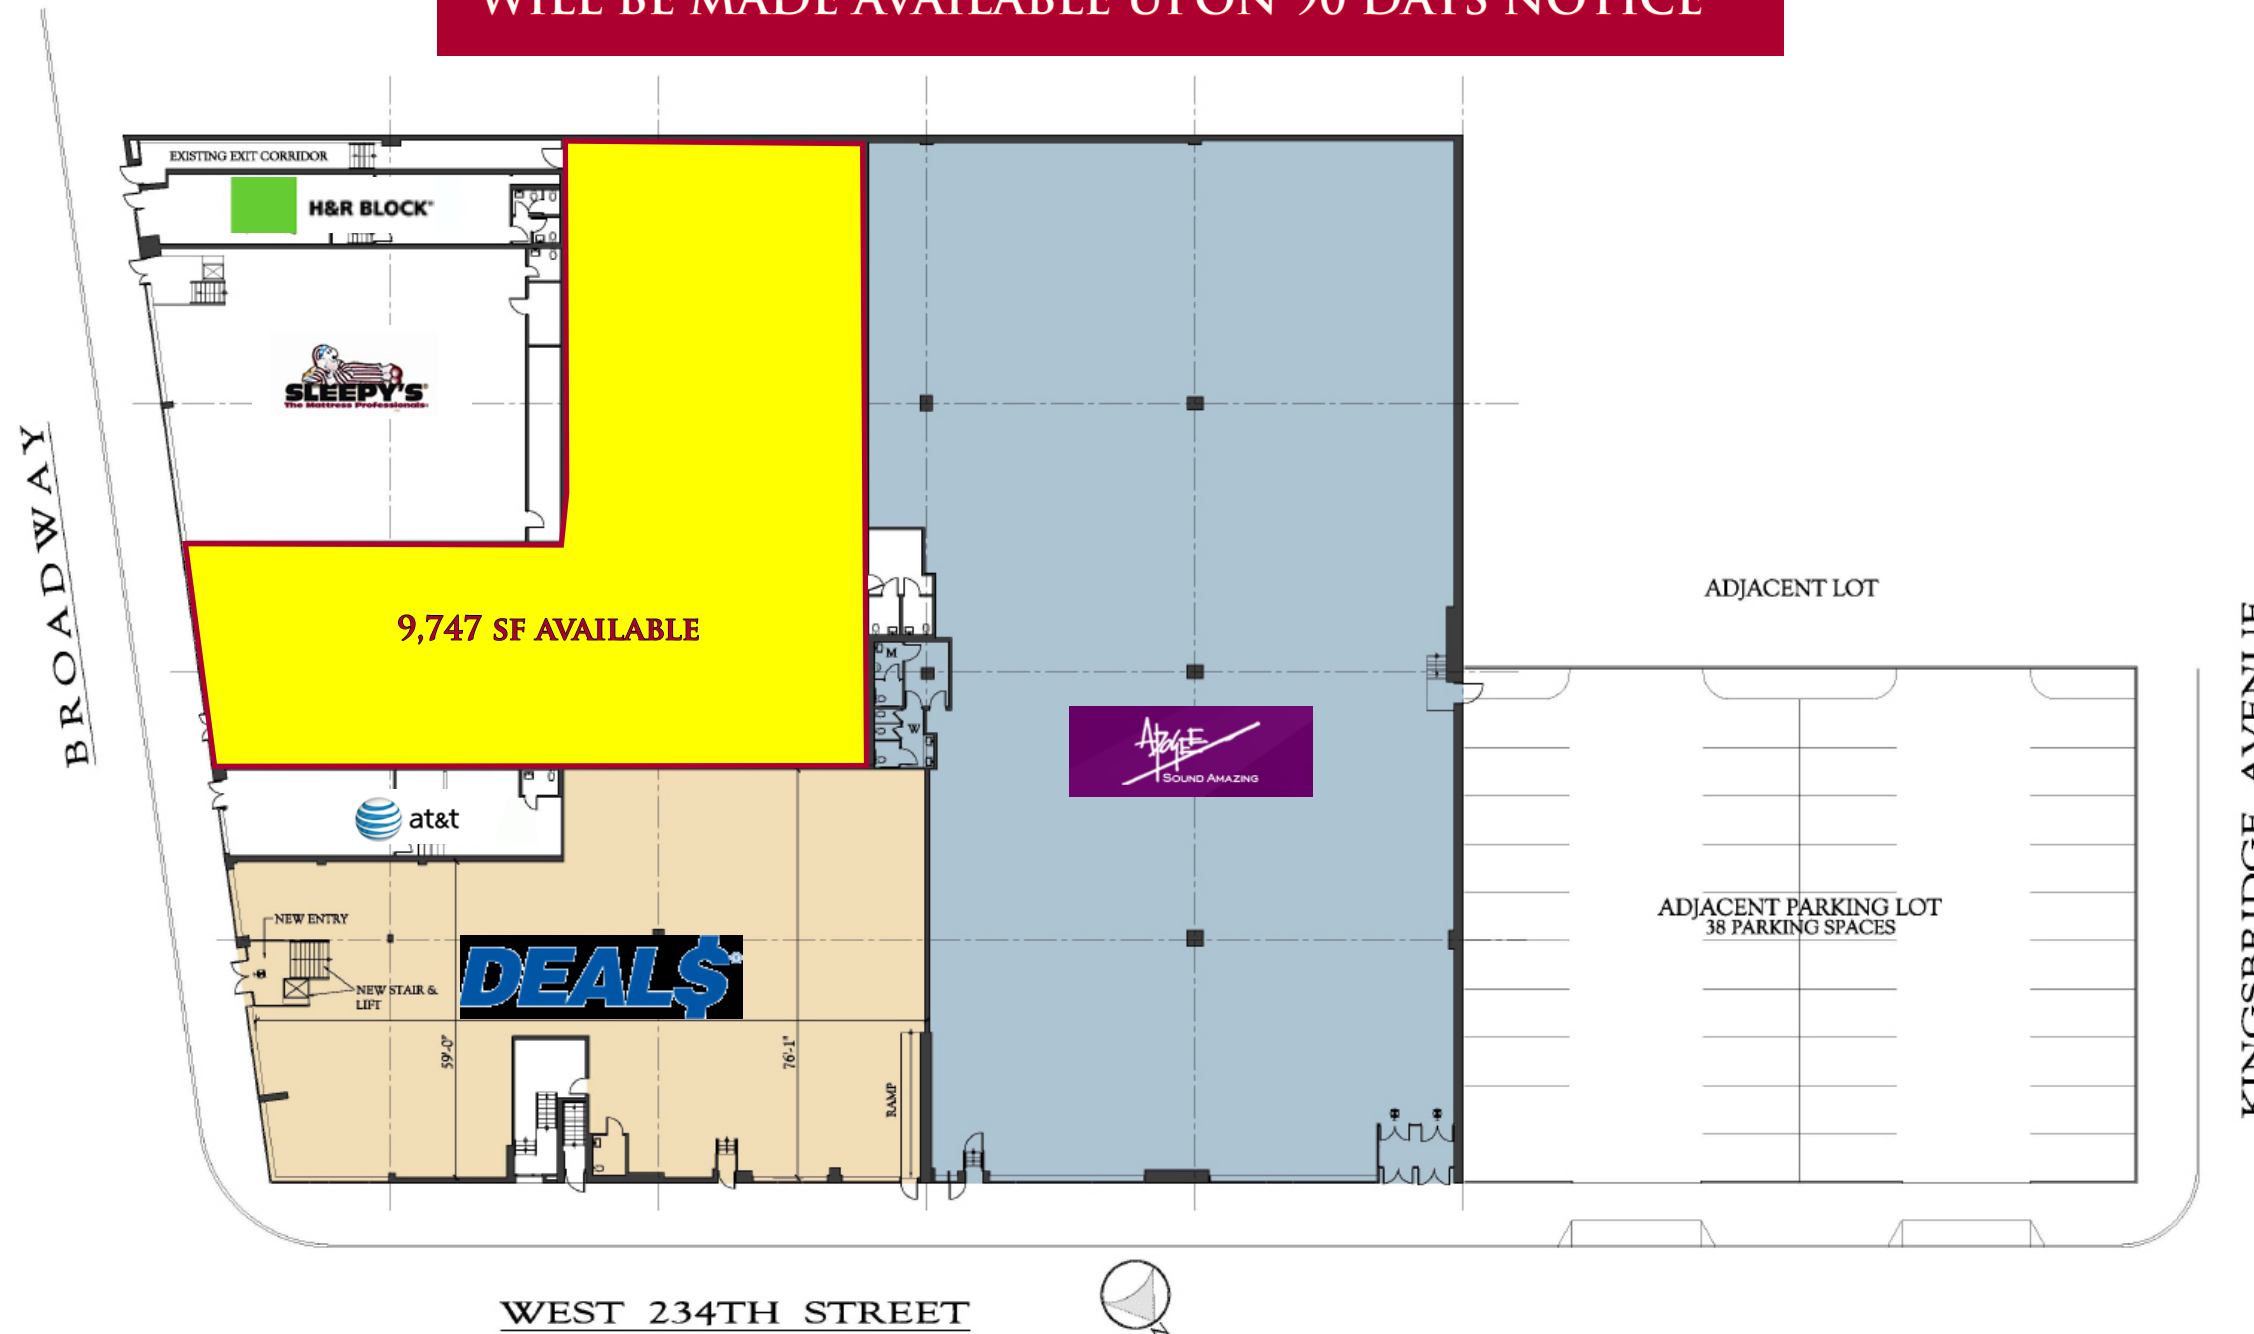 WILL BE MADE AVAILABLE UPON 90 DAYS NOTICE
EXISTING EXIT CORRIDOR
H&R BLOCK®
SLEEPY'S®
The Mattress Professionals
BROADWAY
9,747 SF AVAILABLE
M
W
ADJACENT LOT
APOGEE
SOUND AMAZING
at&t
NEW ENTRY
DEAL$
NEW STAIR &
LIFT
59'-0"
76'-1"
RAMP
ADJACENT PARKING LOT
38 PARKING SPACES
KINGSBRIDGE AVENUE
WEST 234TH STREET